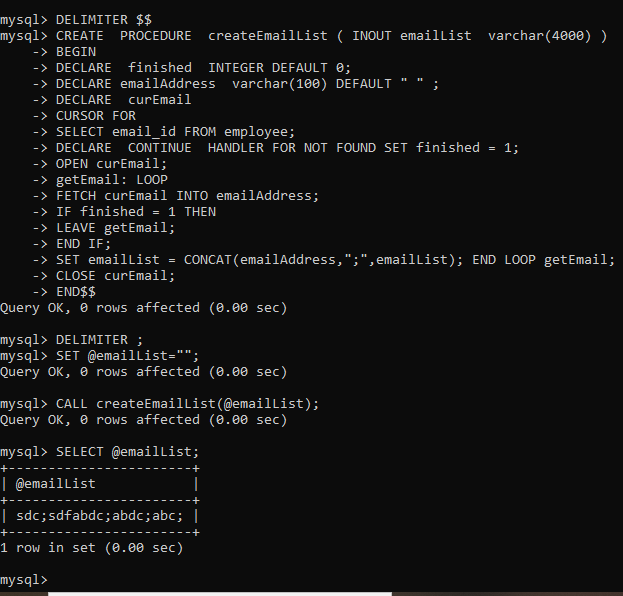 mysql> DELIMITER $$
mysql> CREATE  PROCEDURE  createEmailList ( INOUT emailList  varchar(4000) )
    -> BEGIN
    -> DECLARE  finished  INTEGER DEFAULT 0;
    -> DECLARE emailAddress  varchar(100) DEFAULT " " ;
    -> DECLARE  curEmail
    -> CURSOR FOR
    -> SELECT email_id FROM employee;
    -> DECLARE  CONTINUE  HANDLER FOR NOT FOUND SET finished = 1;
    -> OPEN curEmail;
    -> getEmail: LOOP
    -> FETCH curEmail INTO emailAddress;
    -> IF finished = 1 THEN
    -> LEAVE getEmail;
    -> END IF;
    -> SET emailList = CONCAT(emailAddress,";",emailList); END LOOP getEmail;
    -> CLOSE curEmail;
    -> END$$
Query OK, 0 rows affected (0.00 sec)

mysql> DELIMITER ;
mysql> SET @emailList="";
Query OK, 0 rows affected (0.00 sec)

mysql> CALL createEmailList(@emailList);
Query OK, 0 rows affected (0.00 sec)

mysql> SELECT @emailList;
+-----------------------+
| @emailList            |
+-----------------------+
| sdc;sdfabdc;abdc;abc; |
+-----------------------+
1 row in set (0.00 sec)

mysql>